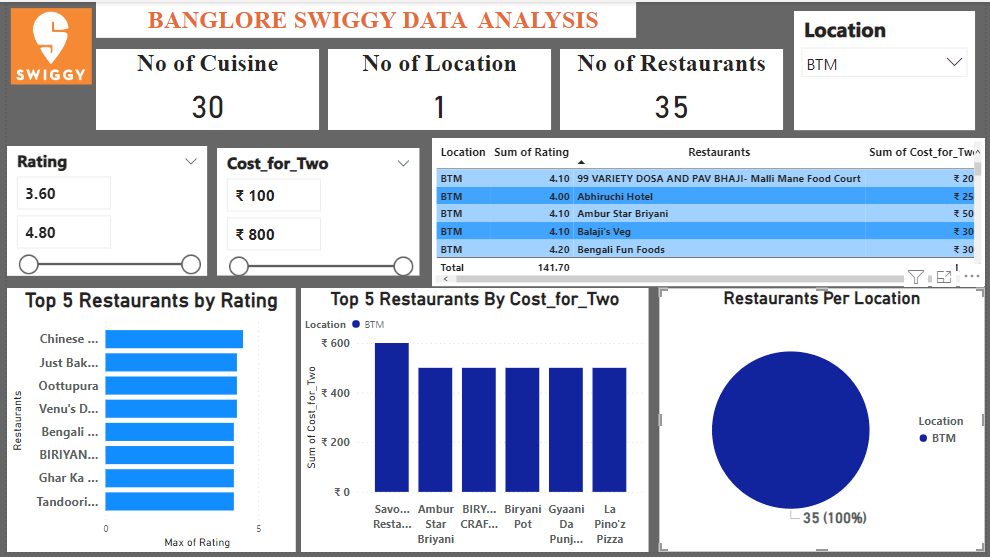 BANGLORE SWIGGY DATA ANALYSIS
SWIGGY
No of Cuisine
30
No of Location
1
No of Restaurants
35
Location
BTM
Rating
3.60
4.80
Cost_for_Two
₹ 100
₹ 800
Location Sum of Rating Restaurants Sum of Cost_for_Tw
BTM 4.10 99 VARIETY DOSA AND PAV BHAJI- Malli Mane Food Court ₹ 20
BTM 4.00 Abhiruchi Hotel ₹ 25
BTM 4.10 Ambur Star Briyani ₹ 50
BTM 4.10 Balaji's Veg ₹ 30
BTM 4.20 Bengali Fun Foods ₹ 30
Total 141.70
Top 5 Restaurants by Rating
Restaurants
Chinese ...
Just Bak...
Oottupura
Venu's D...
Bengali ...
BIRIYAN...
Ghar Ka ...
Tandoori...
0 5
Max of Rating
Top 5 Restaurants By Cost_for_Two
Location BTM
Sum of Cost_for_Two
₹ 600
₹ 400
₹ 200
₹ 0
Savo...
Resta...
Ambur
Star
Briyani
BIRY...
CRAF...
Biryani
Pot
Gyaani
Da
Punj...
La
Pino'z
Pizza
Restaurants Per Location
35 (100%)
Location
BTM